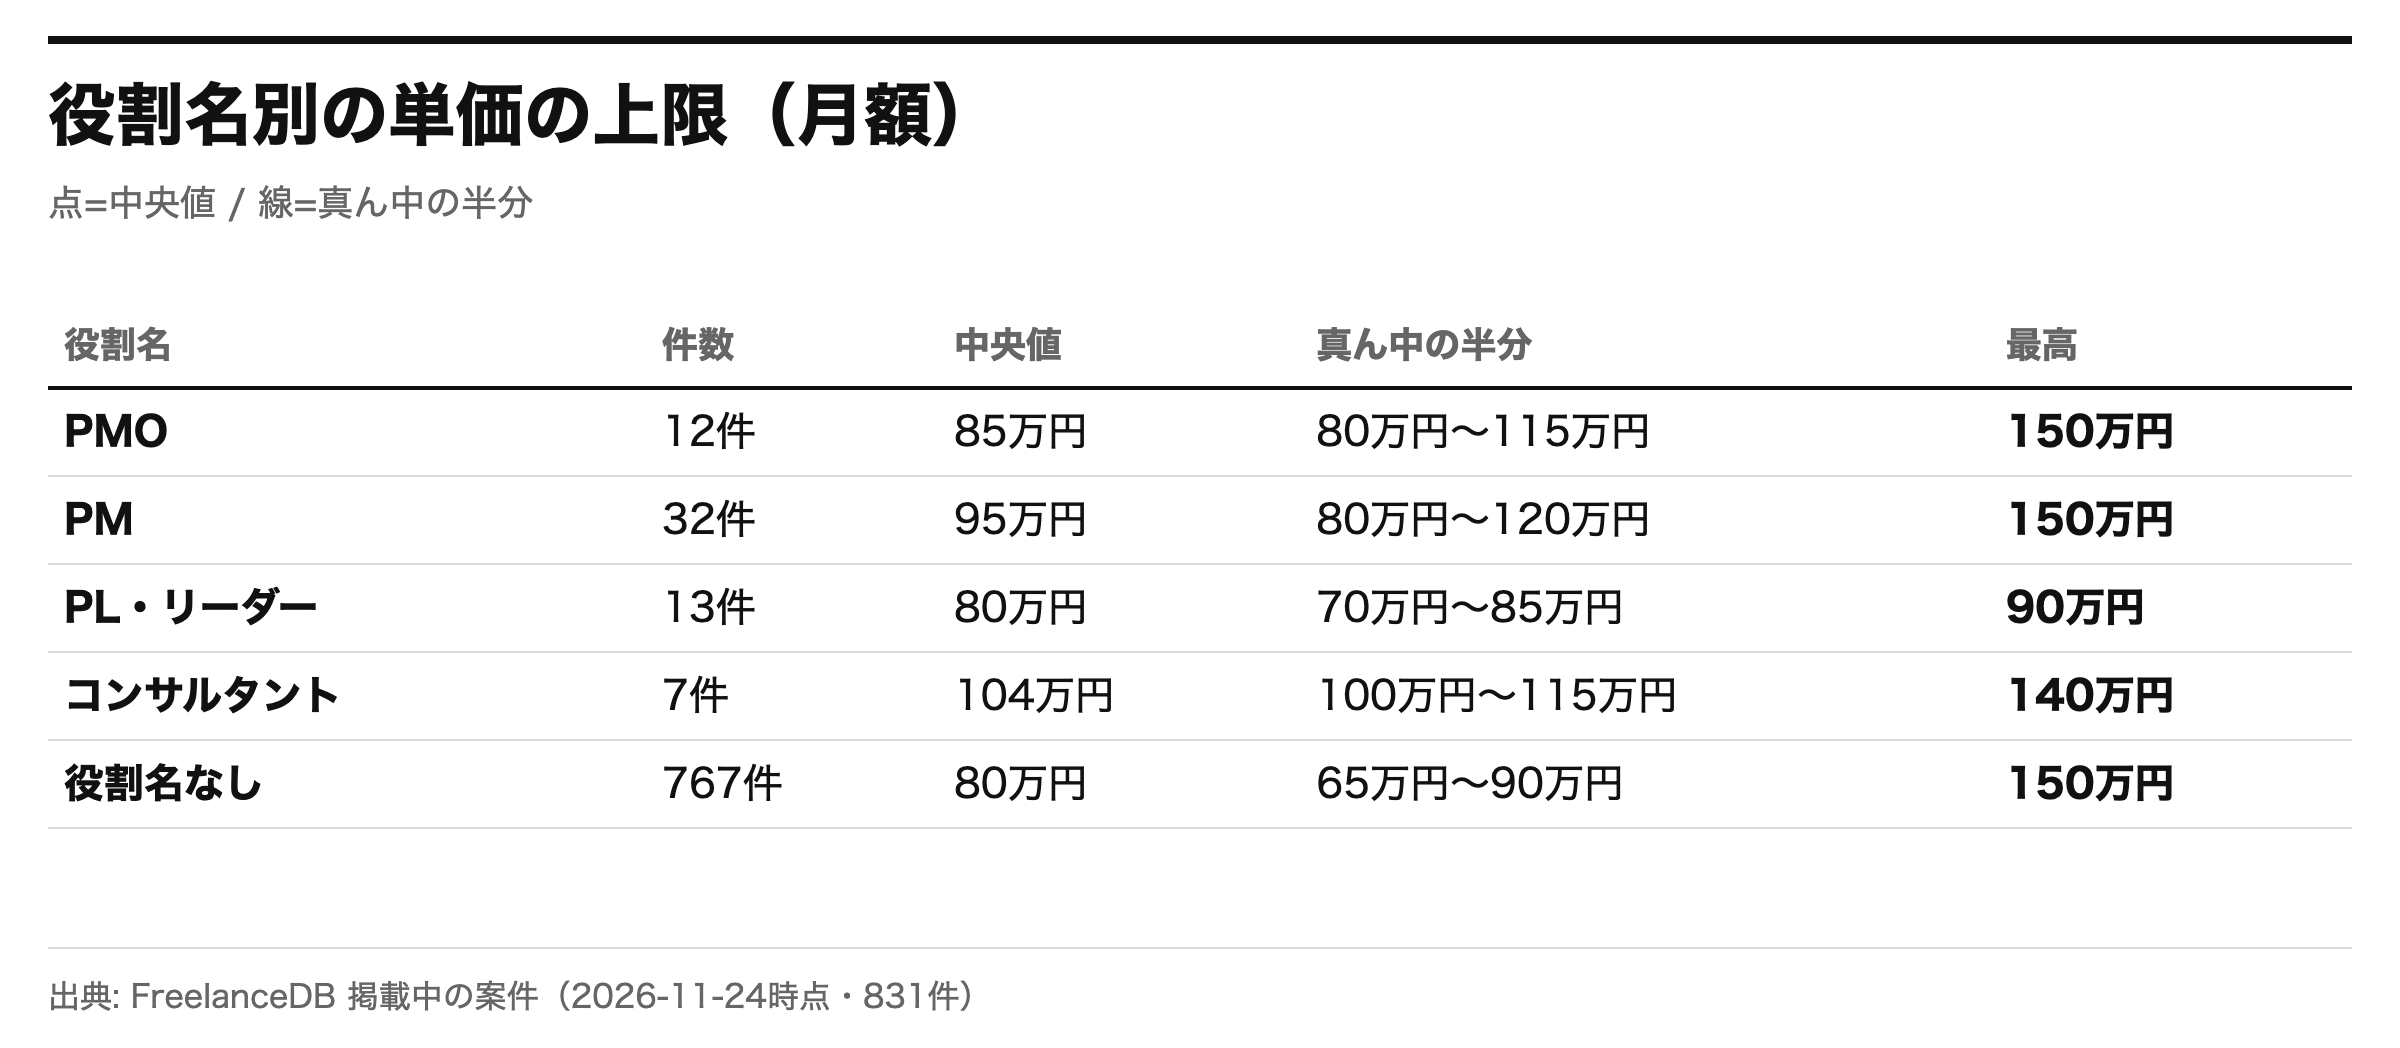 役割名別の単価の上限（月額）
点=中央値 / 線=真ん中の半分
役割名 件数 中央値 真ん中の半分 最高
PMO 12件 85万円 80万円〜115万円 150万円
PM 32件 95万円 80万円〜120万円 150万円
PL・リーダー 13件 80万円 70万円〜85万円 90万円
コンサルタント 7件 104万円 100万円〜115万円 140万円
役割名なし 767件 80万円 65万円〜90万円 150万円
出典: FreelanceDB 掲載中の案件（2026-11-24時点・831件）